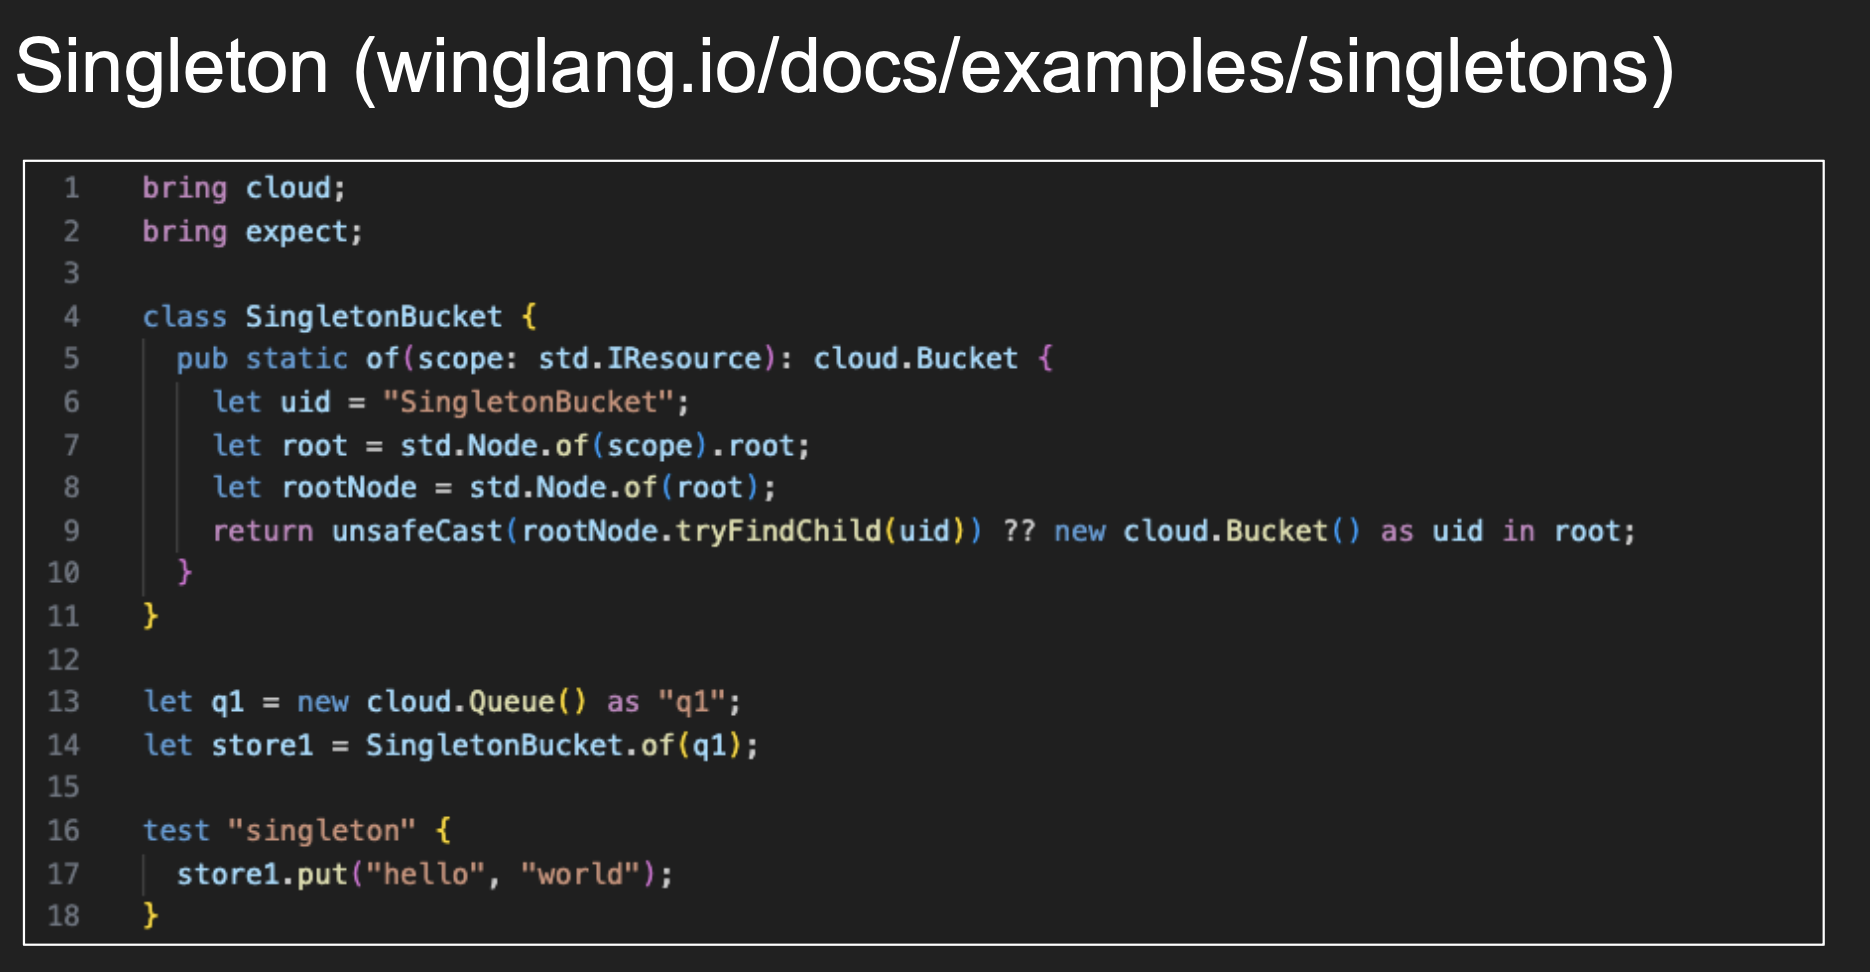 Singleton (winglang.io/docs/examples/singletons)
1 bring cloud;
2 bring expect;
3
4 class SingletonBucket {
5   pub static of(scope: std.IResource): cloud.Bucket {
6     let uid = "SingletonBucket";
7     let root = std.Node.of(scope).root;
8     let rootNode = std.Node.of(root);
9     return unsafeCast(rootNode.tryFindChild(uid)) ?? new cloud.Bucket() as uid in root;
10   }
11 }
12
13 let q1 = new cloud.Queue() as "q1";
14 let store1 = SingletonBucket.of(q1);
15
16 test "singleton" {
17   store1.put("hello", "world");
18 }